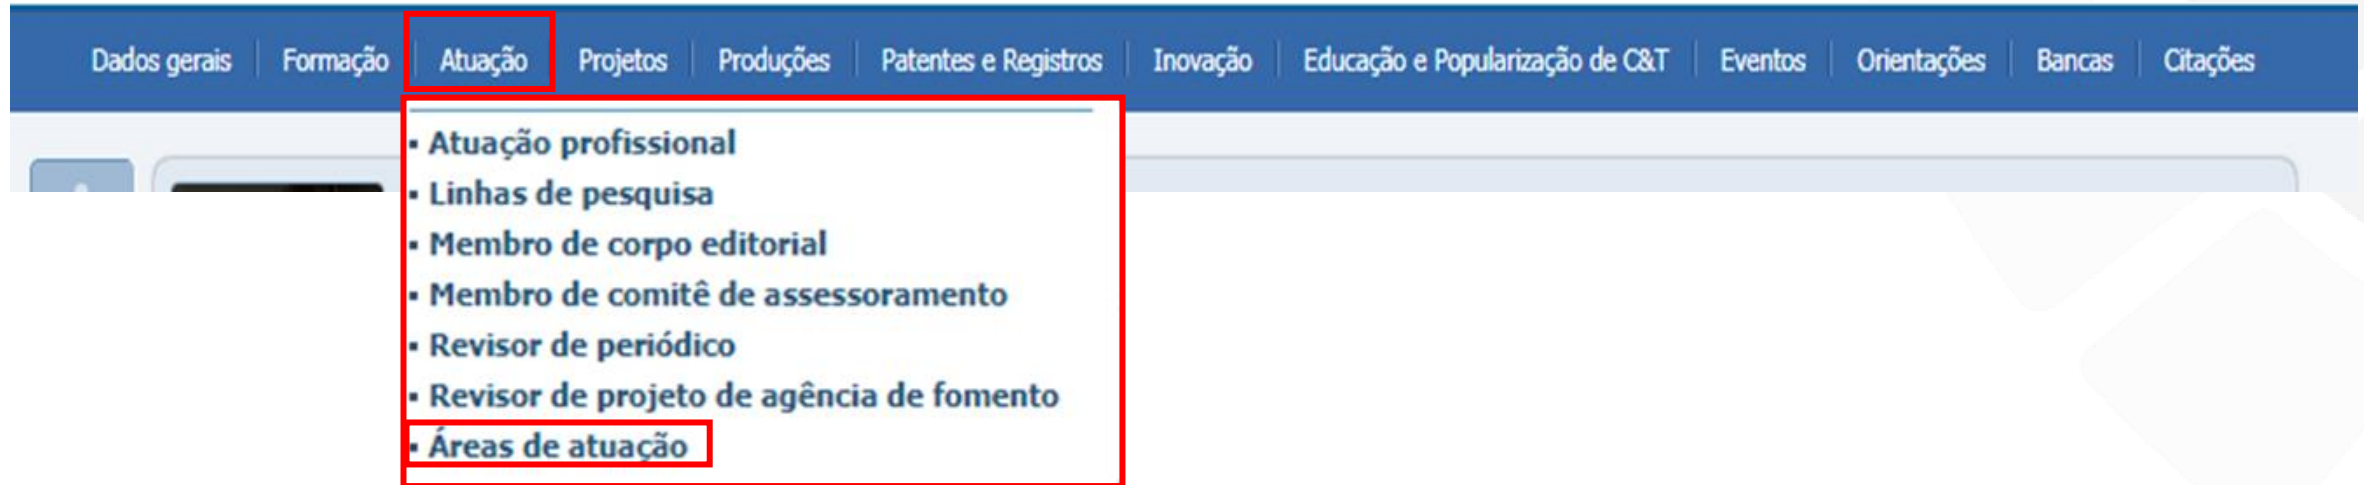 Dados gerais Formação Atuação Projetos Produções Patentes e Registros Inovação Educação e Popularização de C&T Eventos Orientações Bancas Citações
▪ Atuação profissional
▪ Linhas de pesquisa
▪ Membro de corpo editorial
▪ Membro de comitê de assessoramento
▪ Revisor de periódico
▪ Revisor de projeto de agência de fomento
▪ Áreas de atuação